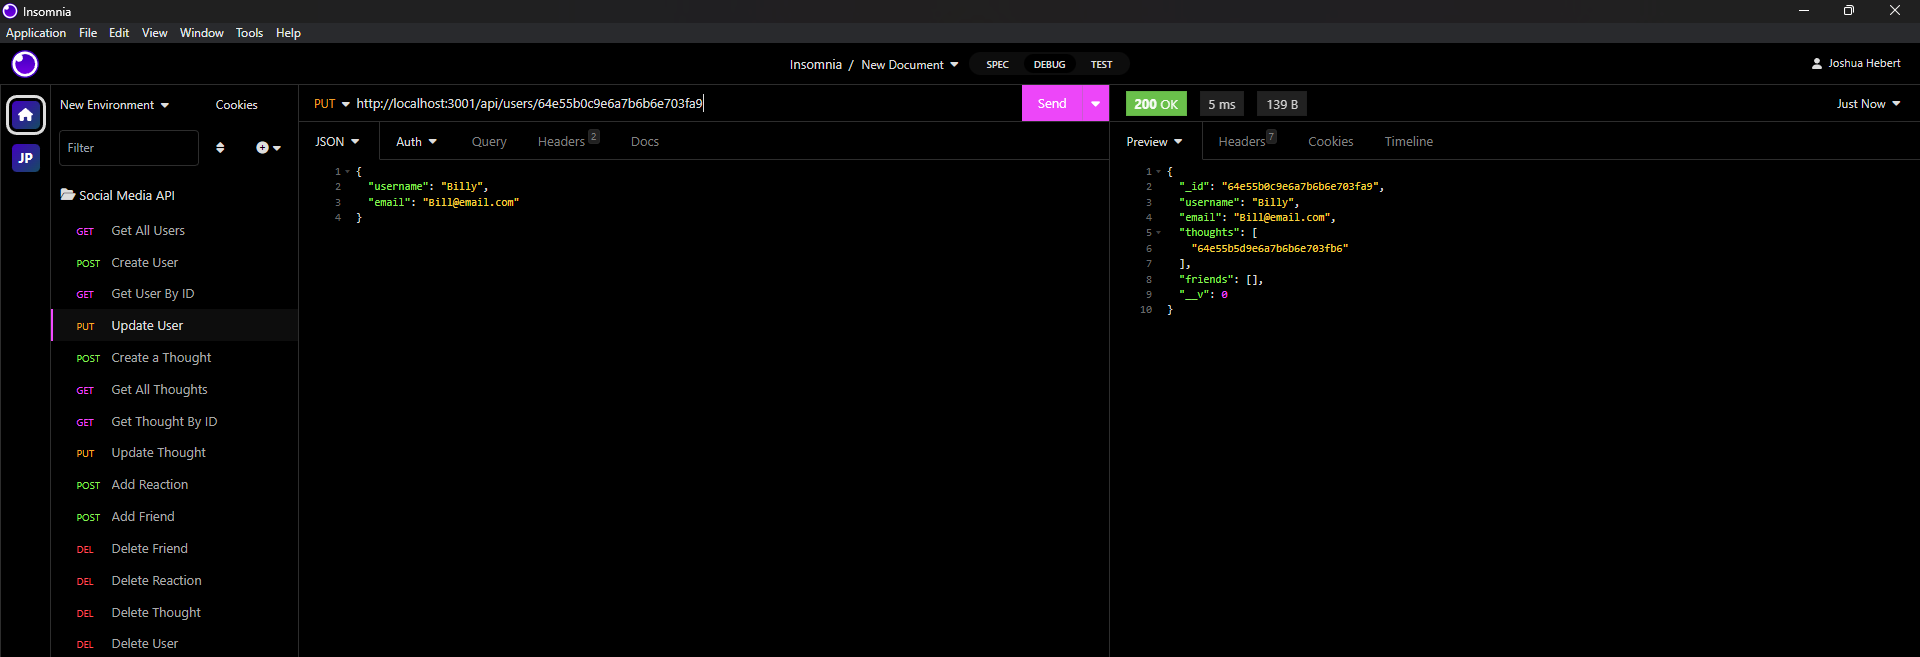 Insomnia
Application File Edit View Window Tools Help
Insomnia / New Document SPEC DEBUG TEST Joshua Hebert
New Environment Cookies
JP
Filter
Social Media API
GET Get All Users
POST Create User
GET Get User By ID
PUT Update User
POST Create a Thought
GET Get All Thoughts
GET Get Thought By ID
PUT Update Thought
POST Add Reaction
POST Add Friend
DEL Delete Friend
DEL Delete Reaction
DEL Delete Thought
DEL Delete User
PUT http://localhost:3001/api/users/64e55b0c9e6a7b6b6e703fa9 Send
JSON Auth Query Headers 2 Docs
1 {
2 "username": "Billy",
3 "email": "Bill@email.com"
4 }
200 OK 5 ms 139 B Just Now
Preview Headers 7 Cookies Timeline
1 {
2 "_id": "64e55b0c9e6a7b6b6e703fa9",
3 "username": "Billy",
4 "email": "Bill@email.com",
5 "thoughts": [
6 "64e55b5d9e6a7b6b6e703fb6"
7 ],
8 "friends": [],
9 "__v": 0
10 }